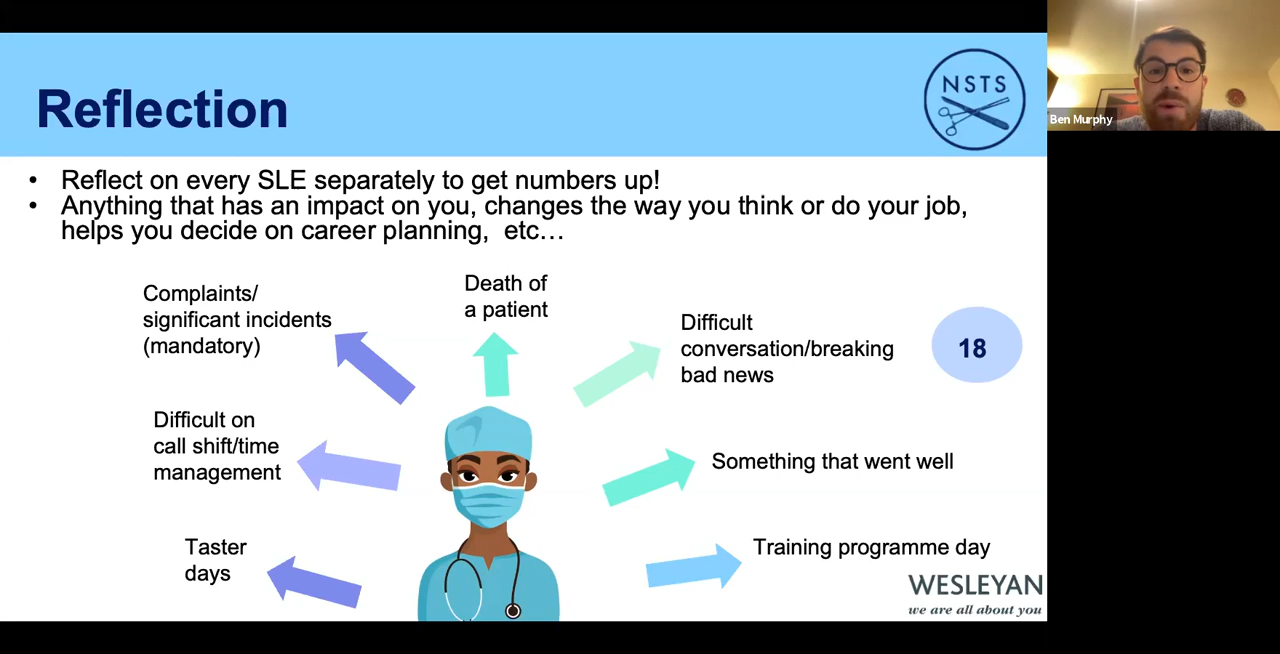 Reflection
NSTS
Ben Murphy
• Reflect on every SLE separately to get numbers up!
• Anything that has an impact on you, changes the way you think or do your job,
helps you decide on career planning,  etc…
Complaints/
significant incidents
(mandatory)
Death of
a patient
Difficult
conversation/breaking
bad news
18
Difficult on
call shift/time
management
Something that went well
Taster
days
Training programme day
WESLEYAN
we are all about you